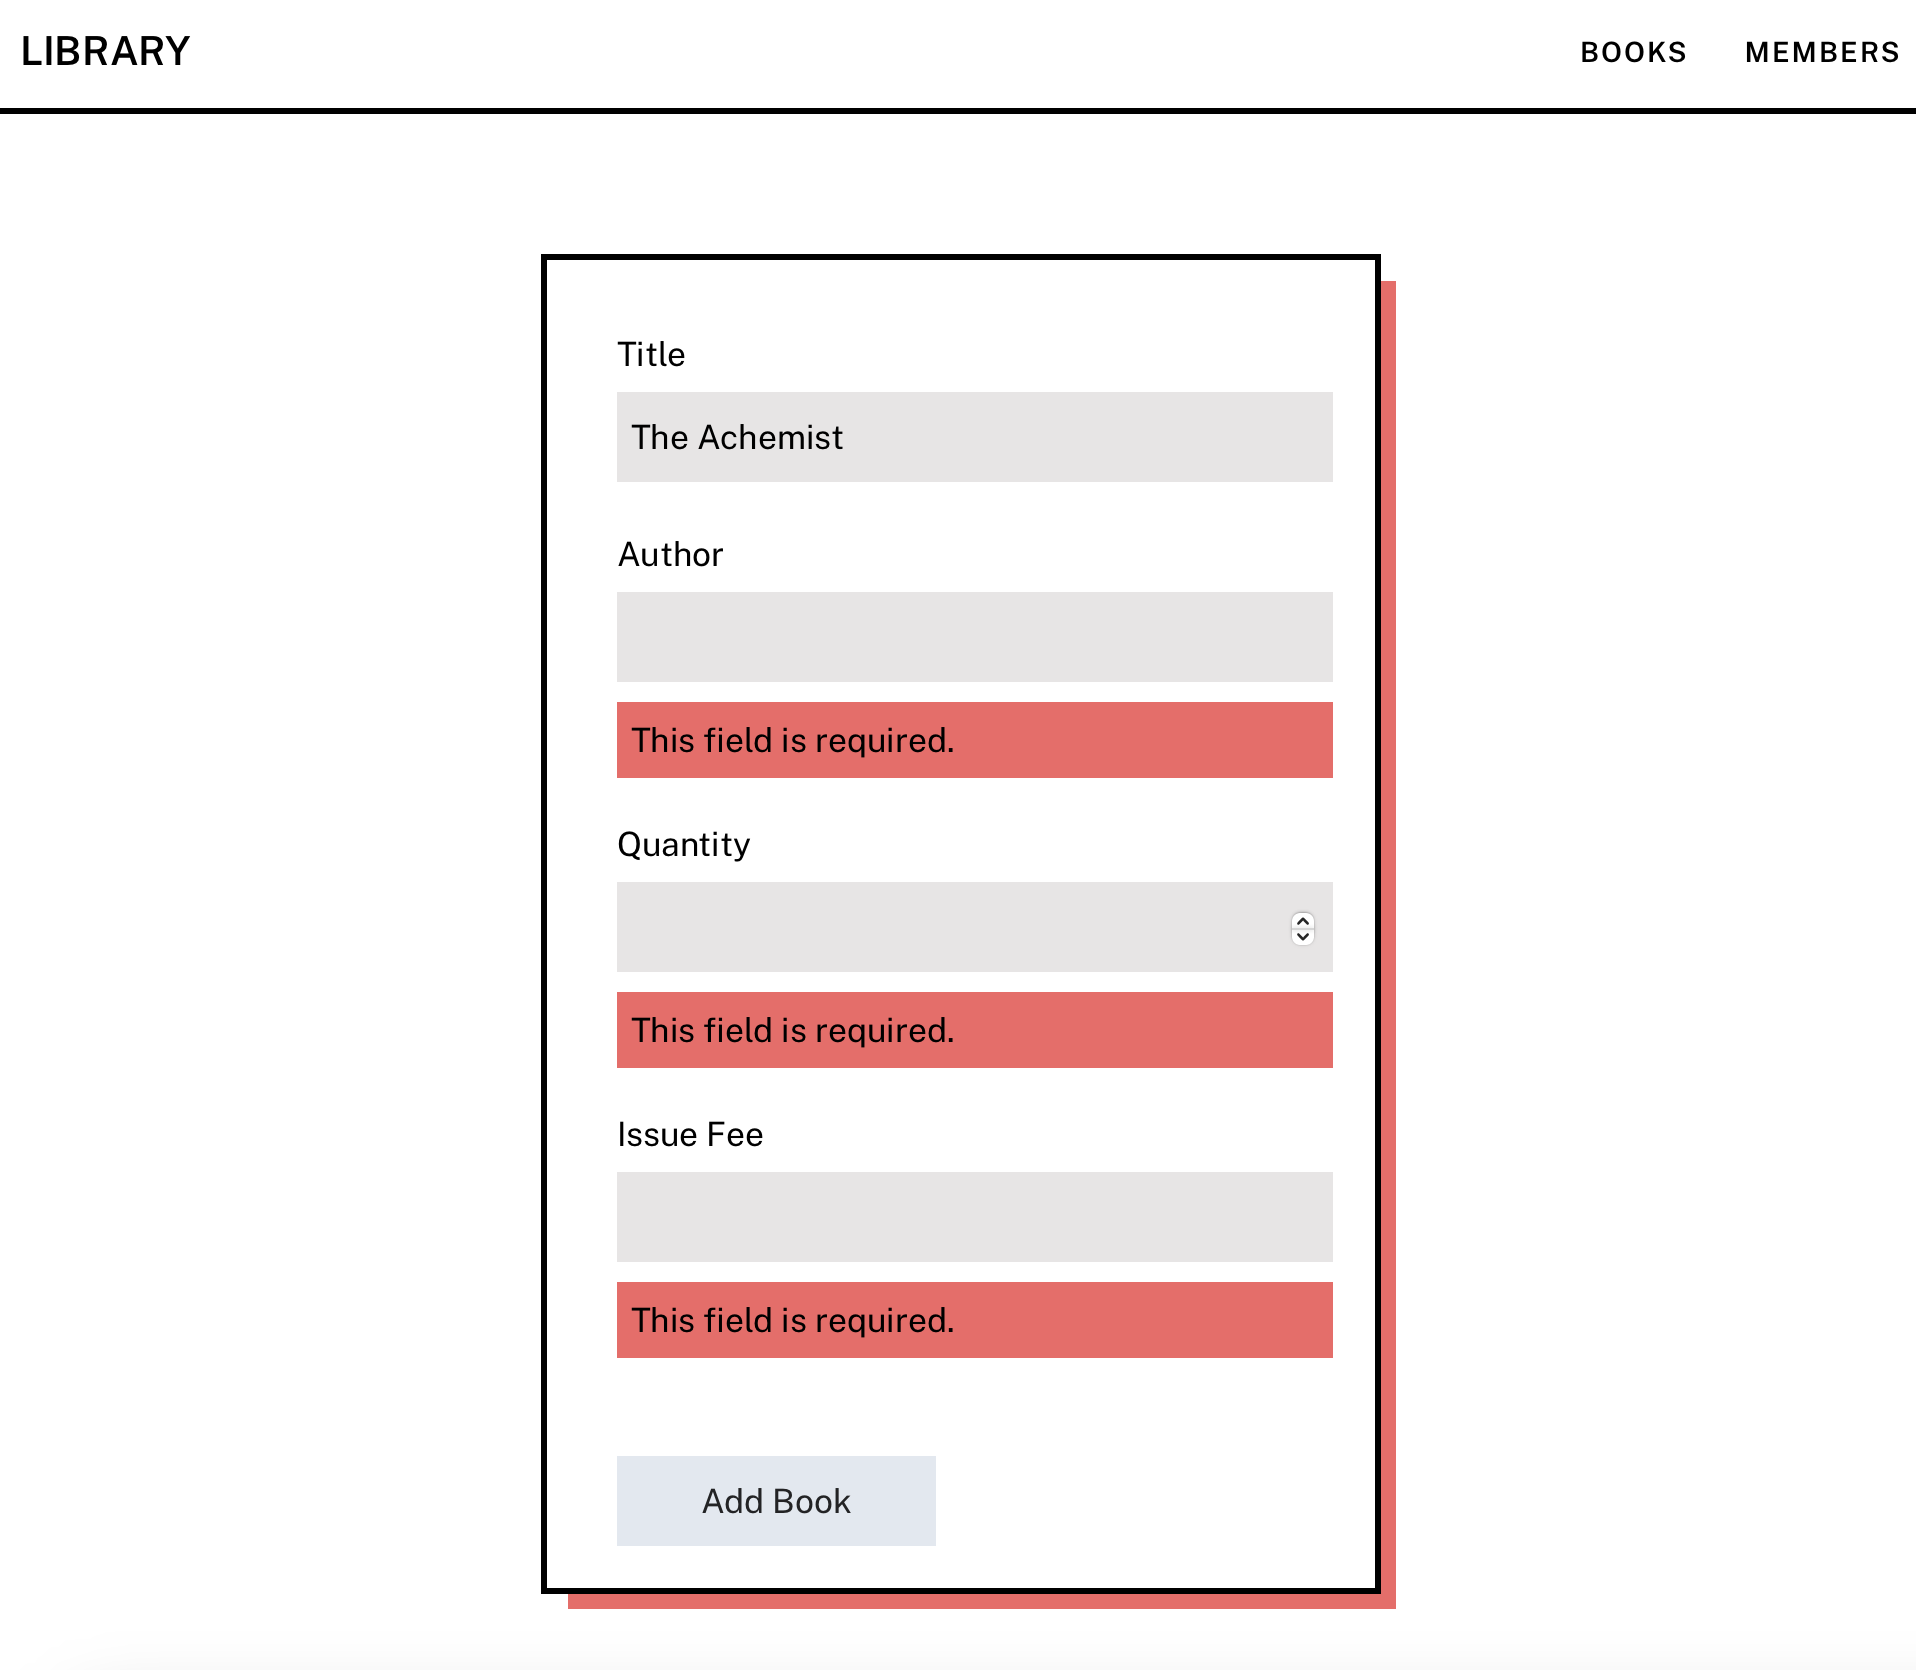 LIBRARY
BOOKS MEMBERS
Title
The Achemist
Author
This field is required.
Quantity
This field is required.
Issue Fee
This field is required.
Add Book